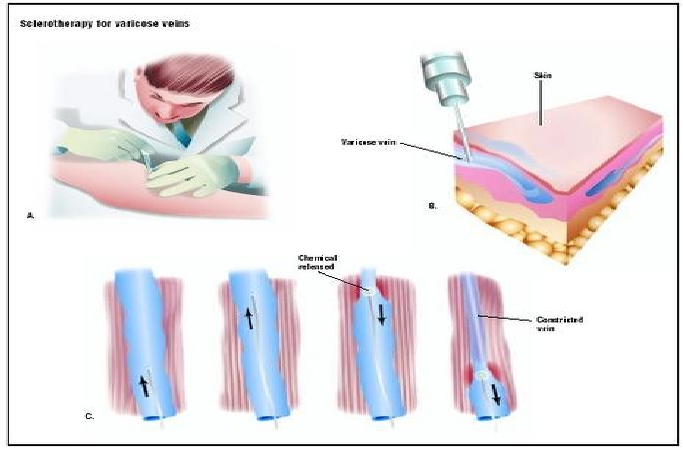 Sclerotherapy for varicose veins
A.
Skin
Varicose vein
B.
Chemical
released
Constricted
vein
C.